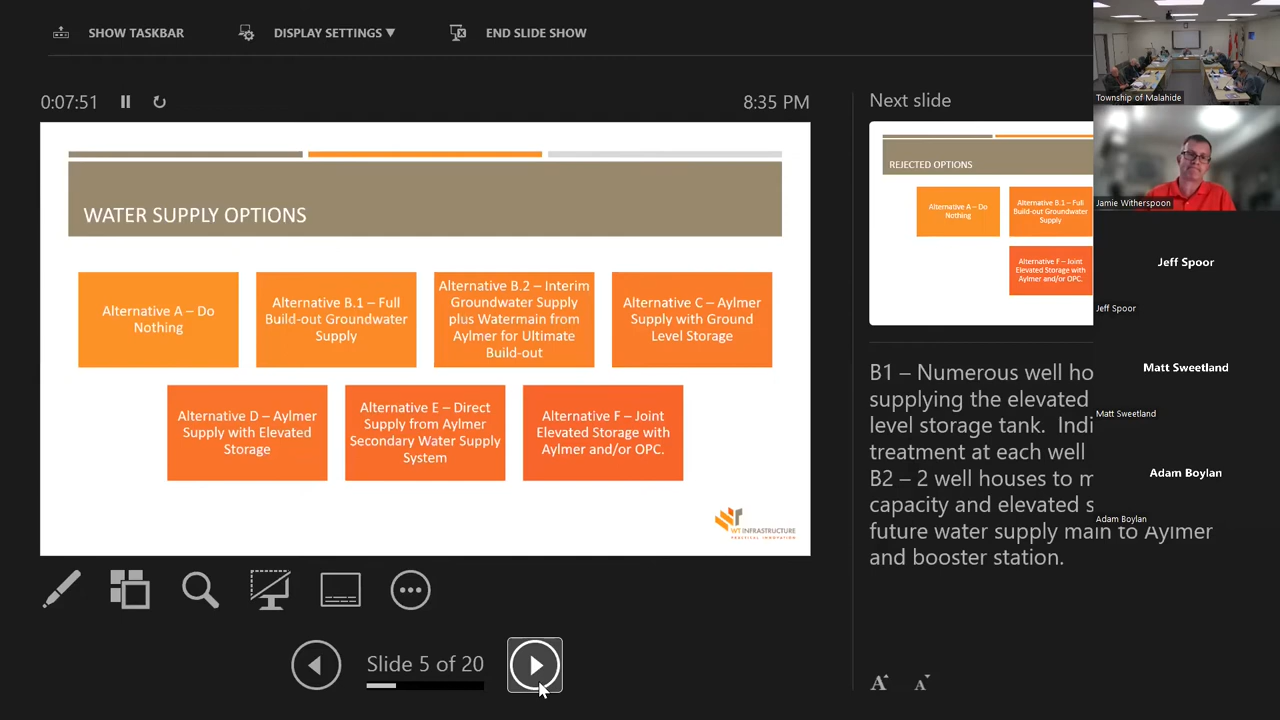 SHOW TASKBAR
DISPLAY SETTINGS ▼
END SLIDE SHOW
0:07:51
8:35 PM
WATER SUPPLY OPTIONS
Alternative A – Do
Nothing
Alternative B.1 – Full
Build-out Groundwater
Supply
Alternative B.2 – Interim
Groundwater Supply
plus Watermain from
Aylmer for Ultimate
Build-out
Alternative C – Aylmer
Supply with Ground
Level Storage
Alternative D – Aylmer
Supply with Elevated
Storage
Alternative E – Direct
Supply from Aylmer
Secondary Water Supply
System
Alternative F – Joint
Elevated Storage with
Aylmer and/or OPC.
WT INFRASTRUCTURE
PRACTICAL INNOVATION
Slide 5 of 20
Next slide
REJECTED OPTIONS
Alternative A – Do
Nothing
Alternative B.1 – Full
Build-out Groundwater
Supply
Alternative F – Joint
Elevated Storage with
Aylmer and/or OPC.
B1 – Numerous well ho
supplying the elevated
level storage tank. Indi
treatment at each well
B2 – 2 well houses to m
capacity and elevated s
future water supply main to Aylmer
and booster station.
A A
Township of Malahide
Jamie Witherspoon
Jeff Spoor
Jeff Spoor
Matt Sweetland
Matt Sweetland
Adam Boylan
Adam Boylan